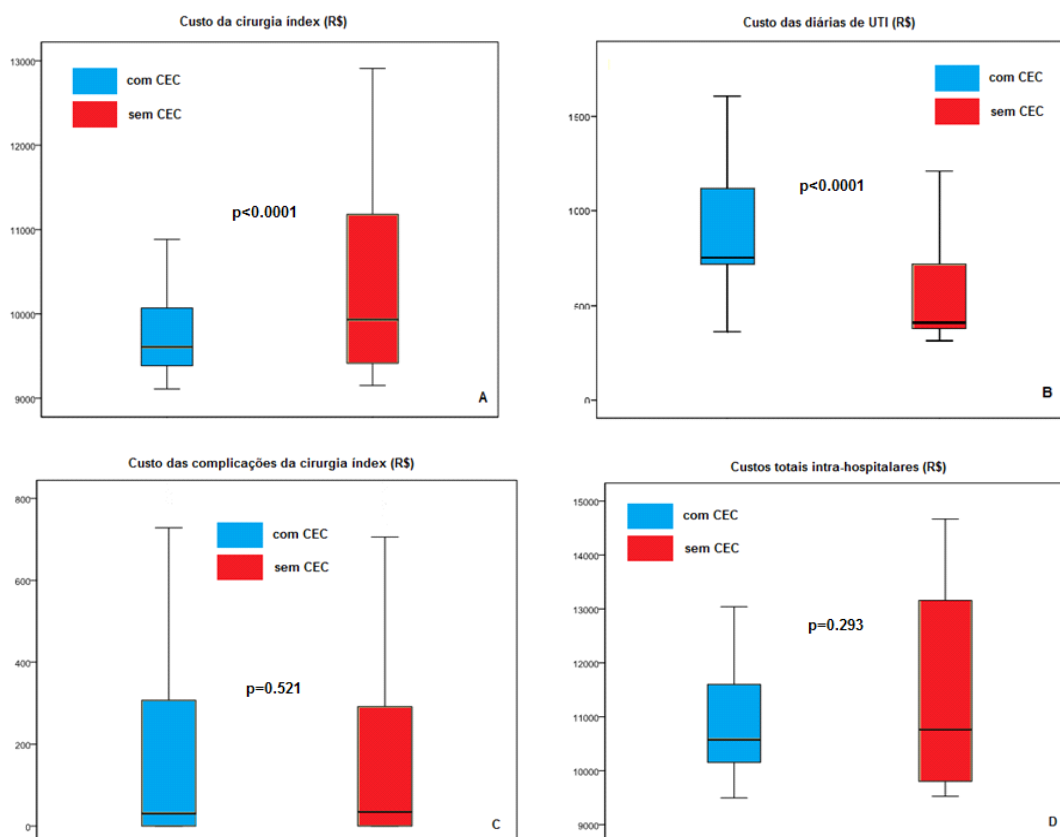 Custo da cirurgia índex (R$)
13000
11000
10000
9000
com CEC
sem CEC
p<0.0001
A
Custo das diárias de UTI (R$)
1500
1000
500
0
com CEC
sem CEC
p<0.0001
B
Custo das complicações da cirurgia índex (R$)
800
600
400
200
0
com CEC
sem CEC
p=0.521
C
Custos totais intra-hospitalares (R$)
15000
14000
13000
12000
11000
10000
9000
com CEC
sem CEC
p=0.293
D